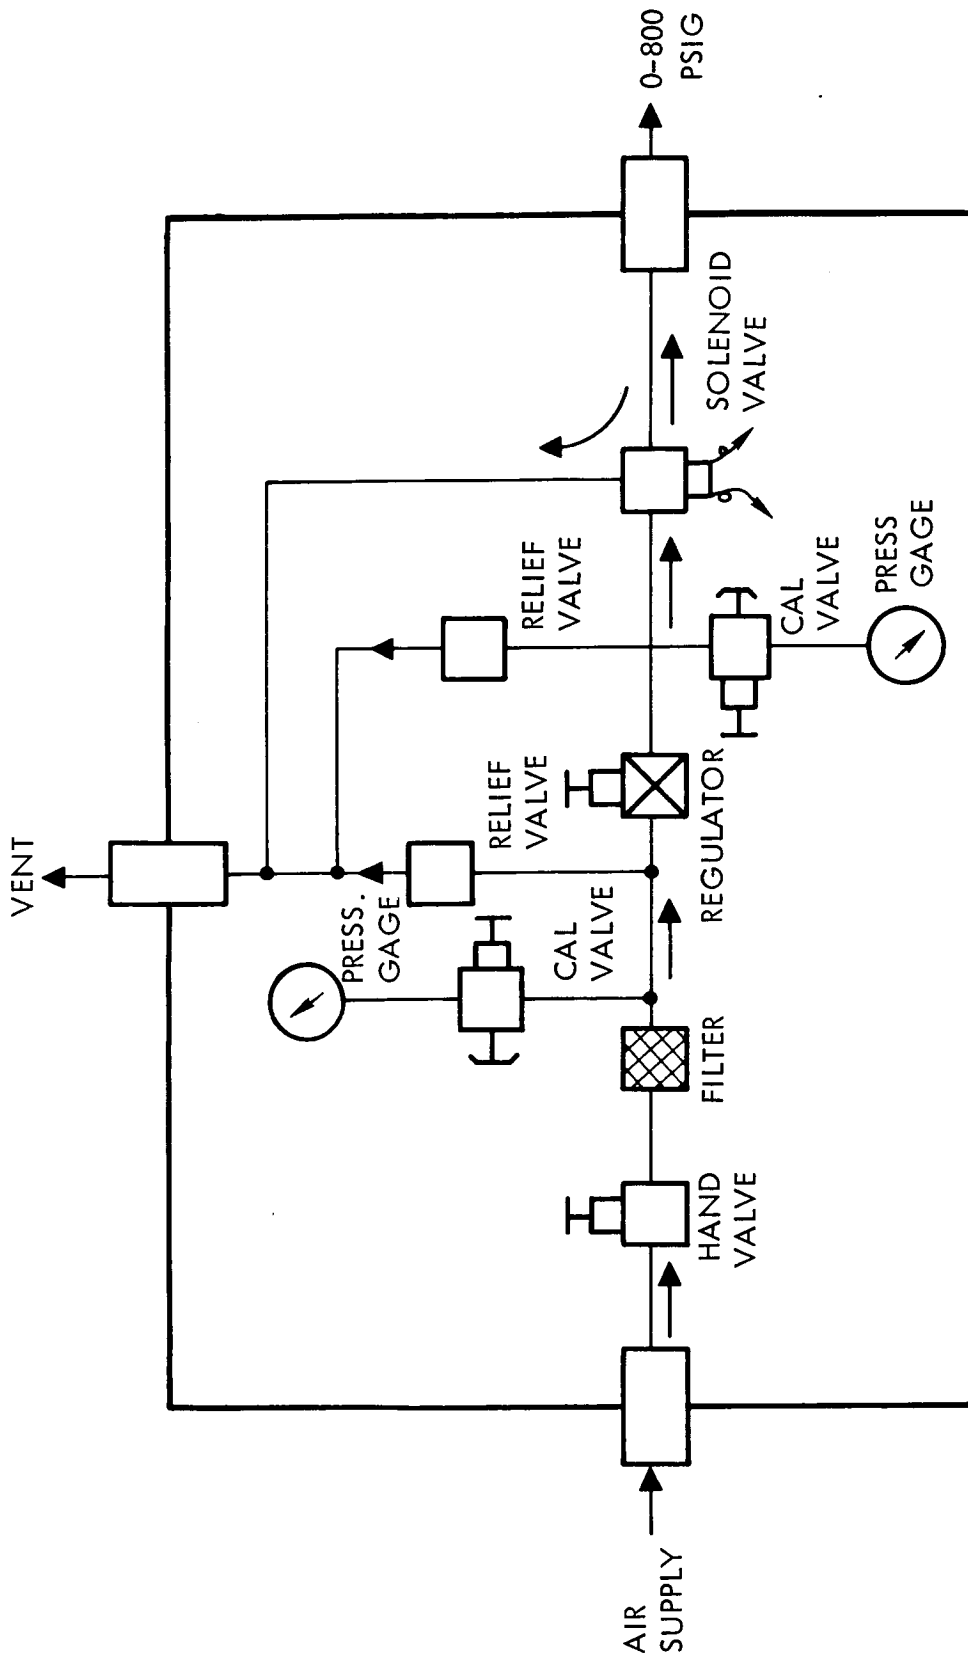 VENT
PRESS.
GAGE
CAL
VALVE
RELIEF
VALVE
RELIEF
VALVE
AIR
SUPPLY
HAND
VALVE
FILTER
REGULATOR
CAL
VALVE
PRESS
GAGE
SOLENOID
VALVE
0-800
PSIG